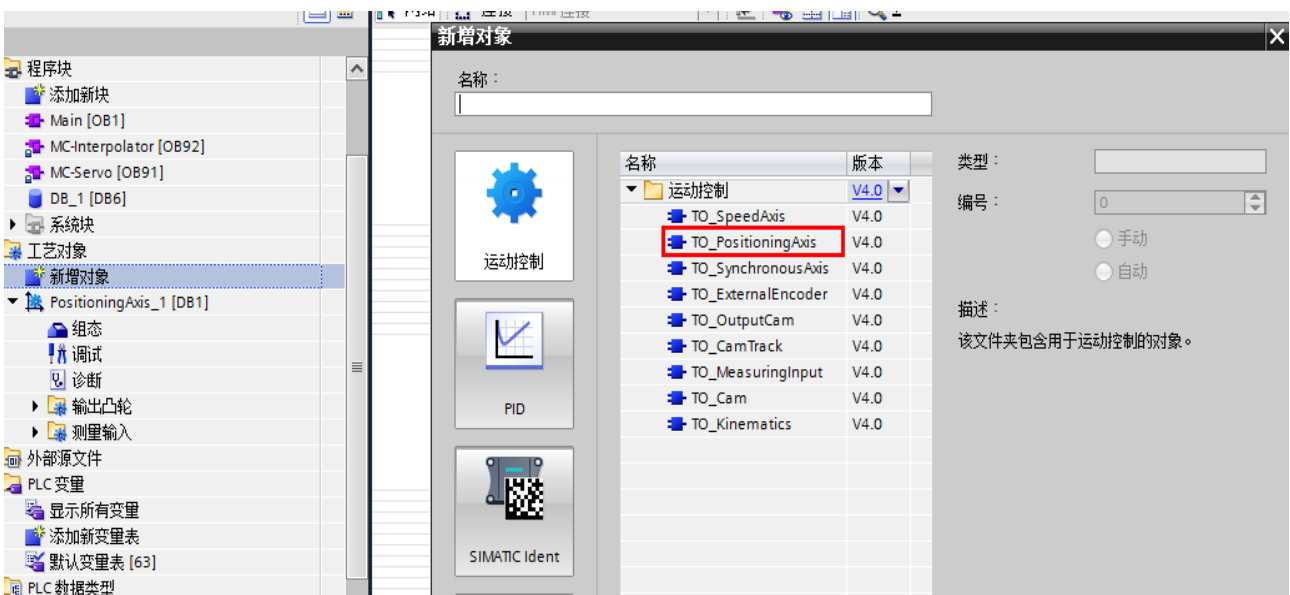 网络
连接
HMI 连接
新增对象
程序块
添加新块
Main [OB1]
MC-Interpolator [OB92]
MC-Servo [OB91]
DB_1 [DB6]
系统块
工艺对象
新增对象
PositioningAxis_1 [DB1]
组态
调试
诊断
输出凸轮
测量输入
外部源文件
PLC 变量
显示所有变量
添加新变量表
默认变量表 [63]
PLC 数据类型
名称：
运动控制
PID
SIMATIC Ident
名称 版本
运动控制 V4.0
TO_SpeedAxis V4.0
TO_PositioningAxis V4.0
TO_SynchronousAxis V4.0
TO_ExternalEncoder V4.0
TO_OutputCam V4.0
TO_CamTrack V4.0
TO_MeasuringInput V4.0
TO_Cam V4.0
TO_Kinematics V4.0
类型：
编号： 0
手动
自动
描述：
该文件夹包含用于运动控制的对象。